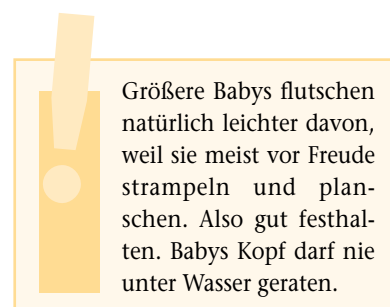 Größere Babys flutschen
natürlich leichter davon,
weil sie meist vor Freude
strampeln und plan-
schen. Also gut festhal-
ten. Babys Kopf darf nie
unter Wasser geraten.